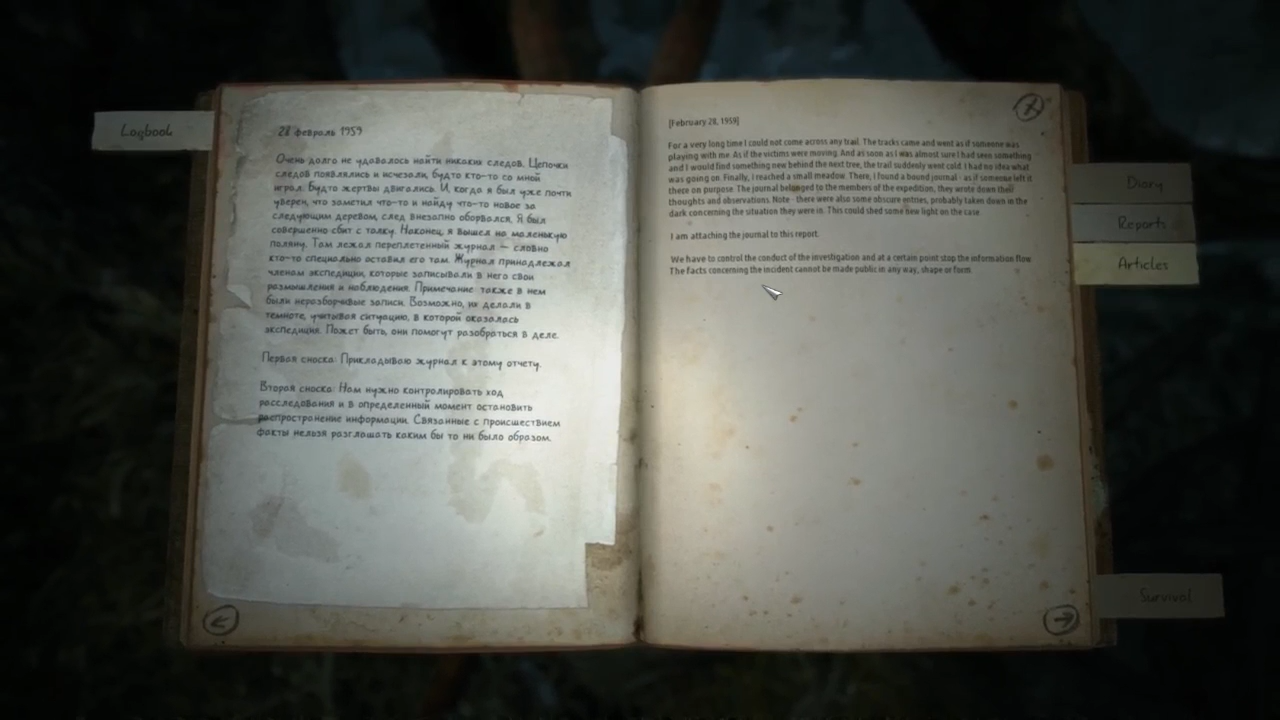 Logbook
28 февраль 1959
Очень долго не удавалось найти никаких следов. Цепочки
следов появлялись и исчезали, будто кто-то со мной
играл. Будто жертвы двигались. И, когда я был уже почти
уверен, что заметил что-то и найду что-то новое за
следующим деревом, след внезапно оборвался. Я был
совершенно сбит с толку. Наконец, я вышел на маленькую
поляну. Там лежал переплетенный журнал — словно
кто-то специально оставил его там. Журнал принадлежал
членам экспедиции, которые записывали в него свои
размышления и наблюдения. Примечание: также в нем
были неразборчивые записи. Возможно, их делали в
темноте, учитывая ситуацию, в которой оказалась
экспедиция. Может быть, они помогут разобраться в деле.
Первая сноска: Прикладываю журнал к этому отчету.
Вторая сноска: Нам нужно контролировать ход
расследования и в определенный момент остановить
распространение информации. Связанные с происшествием
факты нельзя разглашать каким бы то ни было образом.
[February 28, 1959]
For a very long time I could not come across any trail. The tracks came and went as if someone was
playing with me. As if the victims were moving. And as soon as I was almost sure I had seen something
and I would find something new behind the next tree, the trail suddenly went cold. I had no idea what
was going on. Finally, I reached a small meadow. There, I found a bound journal - as if someone left it
there on purpose. The journal belonged to the members of the expedition, they wrote down their
thoughts and observations. Note - there were also some obscure entries, probably taken down in the
dark concerning the situation they were in. This could shed some new light on the case.
I am attaching the journal to this report.
We have to control the conduct of the investigation and at a certain point stop the information flow.
The facts concerning the incident cannot be made public in any way, shape or form.
Diary
Reports
Articles
Survival